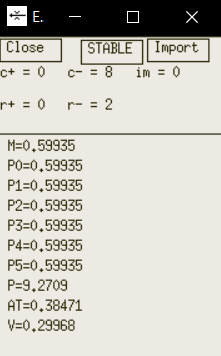 E.
Close STABLE Import
c+ = 0 c- = 8 im = 0
r+ = 0 r- = 2
M=0.59935
P0=0.59935
P1=0.59935
P2=0.59935
P3=0.59935
P4=0.59935
P5=0.59935
P=9.2709
AT=0.38471
V=0.29968